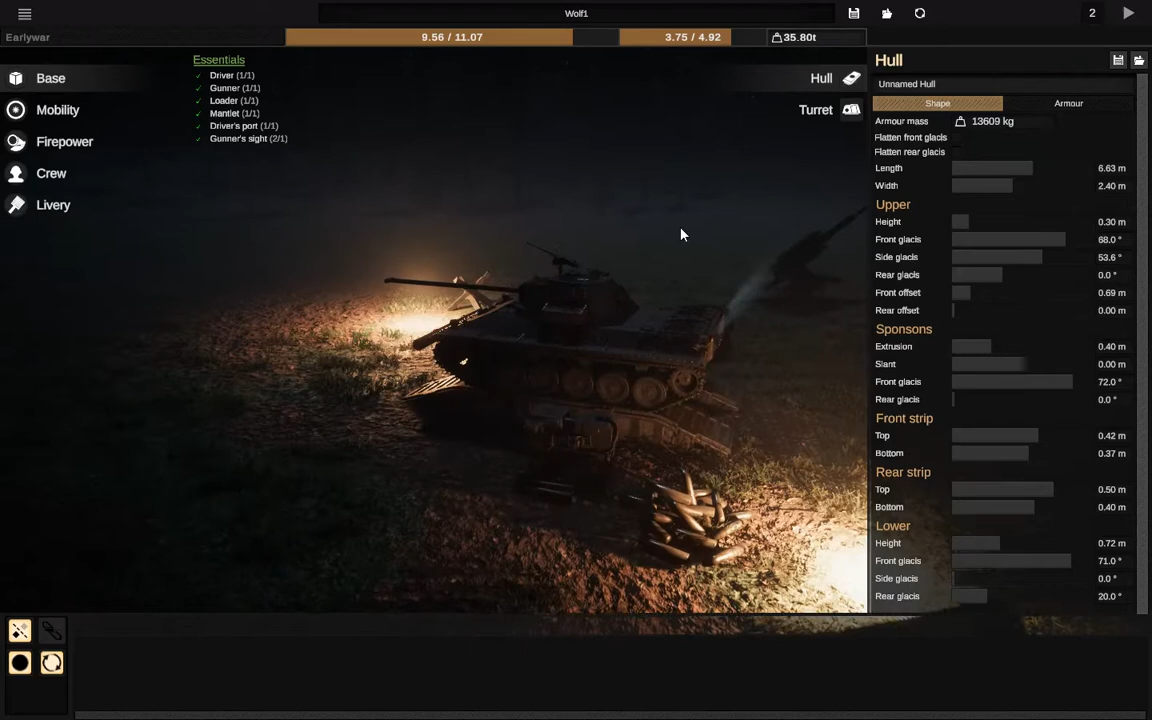 Wolf1
2
Earlywar
9.56 / 11.07
3.75 / 4.92
35.80t
Base
Mobility
Firepower
Crew
Livery
Essentials
✓ Driver (1/1)
✓ Gunner (1/1)
✓ Loader (1/1)
✓ Mantlet (1/1)
✓ Driver's port (1/1)
✓ Gunner's sight (2/1)
Hull
Turret
Hull
Unnamed Hull
Shape Armour
Armour mass 13609 kg
Flatten front glacis
Flatten rear glacis
Length 6.63 m
Width 2.40 m
Upper
Height 0.30 m
Front glacis 68.0 °
Side glacis 53.6 °
Rear glacis 0.0 °
Front offset 0.69 m
Rear offset 0.00 m
Sponsons
Extrusion 0.40 m
Slant 0.00 m
Front glacis 72.0 °
Rear glacis 0.0 °
Front strip
Top 0.42 m
Bottom 0.37 m
Rear strip
Top 0.50 m
Bottom 0.40 m
Lower
Height 0.72 m
Front glacis 71.0 °
Side glacis 0.0 °
Rear glacis 20.0 °